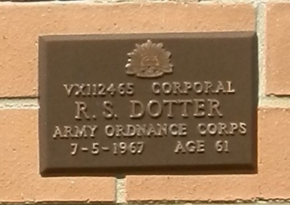 VX112465 CORPORAL
R. S. DOTTER
ARMY ORDNANCE CORPS
7-5-1967 AGE 61